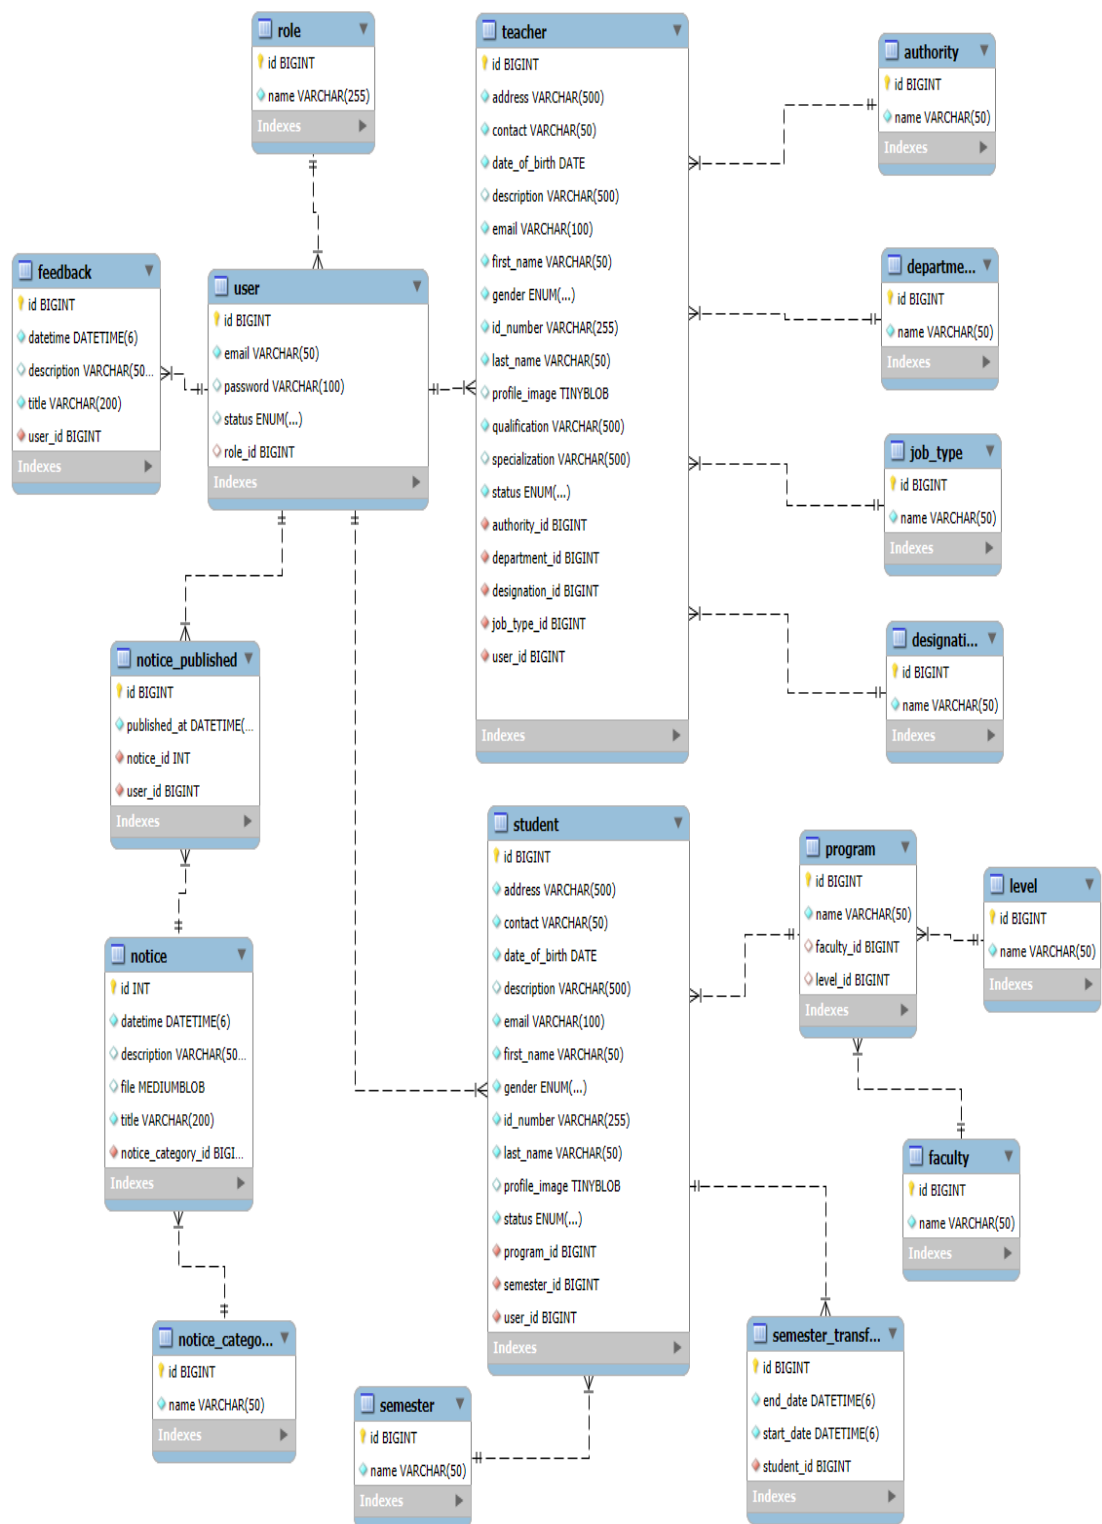 role
id BIGINT
name VARCHAR(255)
Indexes
teacher
id BIGINT
address VARCHAR(500)
contact VARCHAR(50)
date_of_birth DATE
description VARCHAR(500)
email VARCHAR(100)
first_name VARCHAR(50)
gender ENUM(...)
id_number VARCHAR(255)
last_name VARCHAR(50)
profile_image TINYBLOB
qualification VARCHAR(500)
specialization VARCHAR(500)
status ENUM(...)
authority_id BIGINT
department_id BIGINT
designation_id BIGINT
job_type_id BIGINT
user_id BIGINT
Indexes
authority
id BIGINT
name VARCHAR(50)
Indexes
departme...
id BIGINT
name VARCHAR(50)
Indexes
job_type
id BIGINT
name VARCHAR(50)
Indexes
designati...
id BIGINT
name VARCHAR(50)
Indexes
feedback
id BIGINT
datetime DATETIME(6)
description VARCHAR(50...
title VARCHAR(200)
user_id BIGINT
Indexes
user
id BIGINT
email VARCHAR(50)
password VARCHAR(100)
status ENUM(...)
role_id BIGINT
Indexes
notice_published
id BIGINT
published_at DATETIME(...
notice_id INT
user_id BIGINT
Indexes
notice
id INT
datetime DATETIME(6)
description VARCHAR(50...
file MEDIUMBLOB
title VARCHAR(200)
notice_category_id BIGI...
Indexes
notice_catego...
id BIGINT
name VARCHAR(50)
Indexes
student
id BIGINT
address VARCHAR(500)
contact VARCHAR(50)
date_of_birth DATE
description VARCHAR(500)
email VARCHAR(100)
first_name VARCHAR(50)
gender ENUM(...)
id_number VARCHAR(255)
last_name VARCHAR(50)
profile_image TINYBLOB
status ENUM(...)
program_id BIGINT
semester_id BIGINT
user_id BIGINT
Indexes
program
id BIGINT
name VARCHAR(50)
faculty_id BIGINT
level_id BIGINT
Indexes
level
id BIGINT
name VARCHAR(50)
Indexes
faculty
id BIGINT
name VARCHAR(50)
Indexes
semester
id BIGINT
name VARCHAR(50)
Indexes
semester_transf...
id BIGINT
end_date DATETIME(6)
start_date DATETIME(6)
student_id BIGINT
Indexes